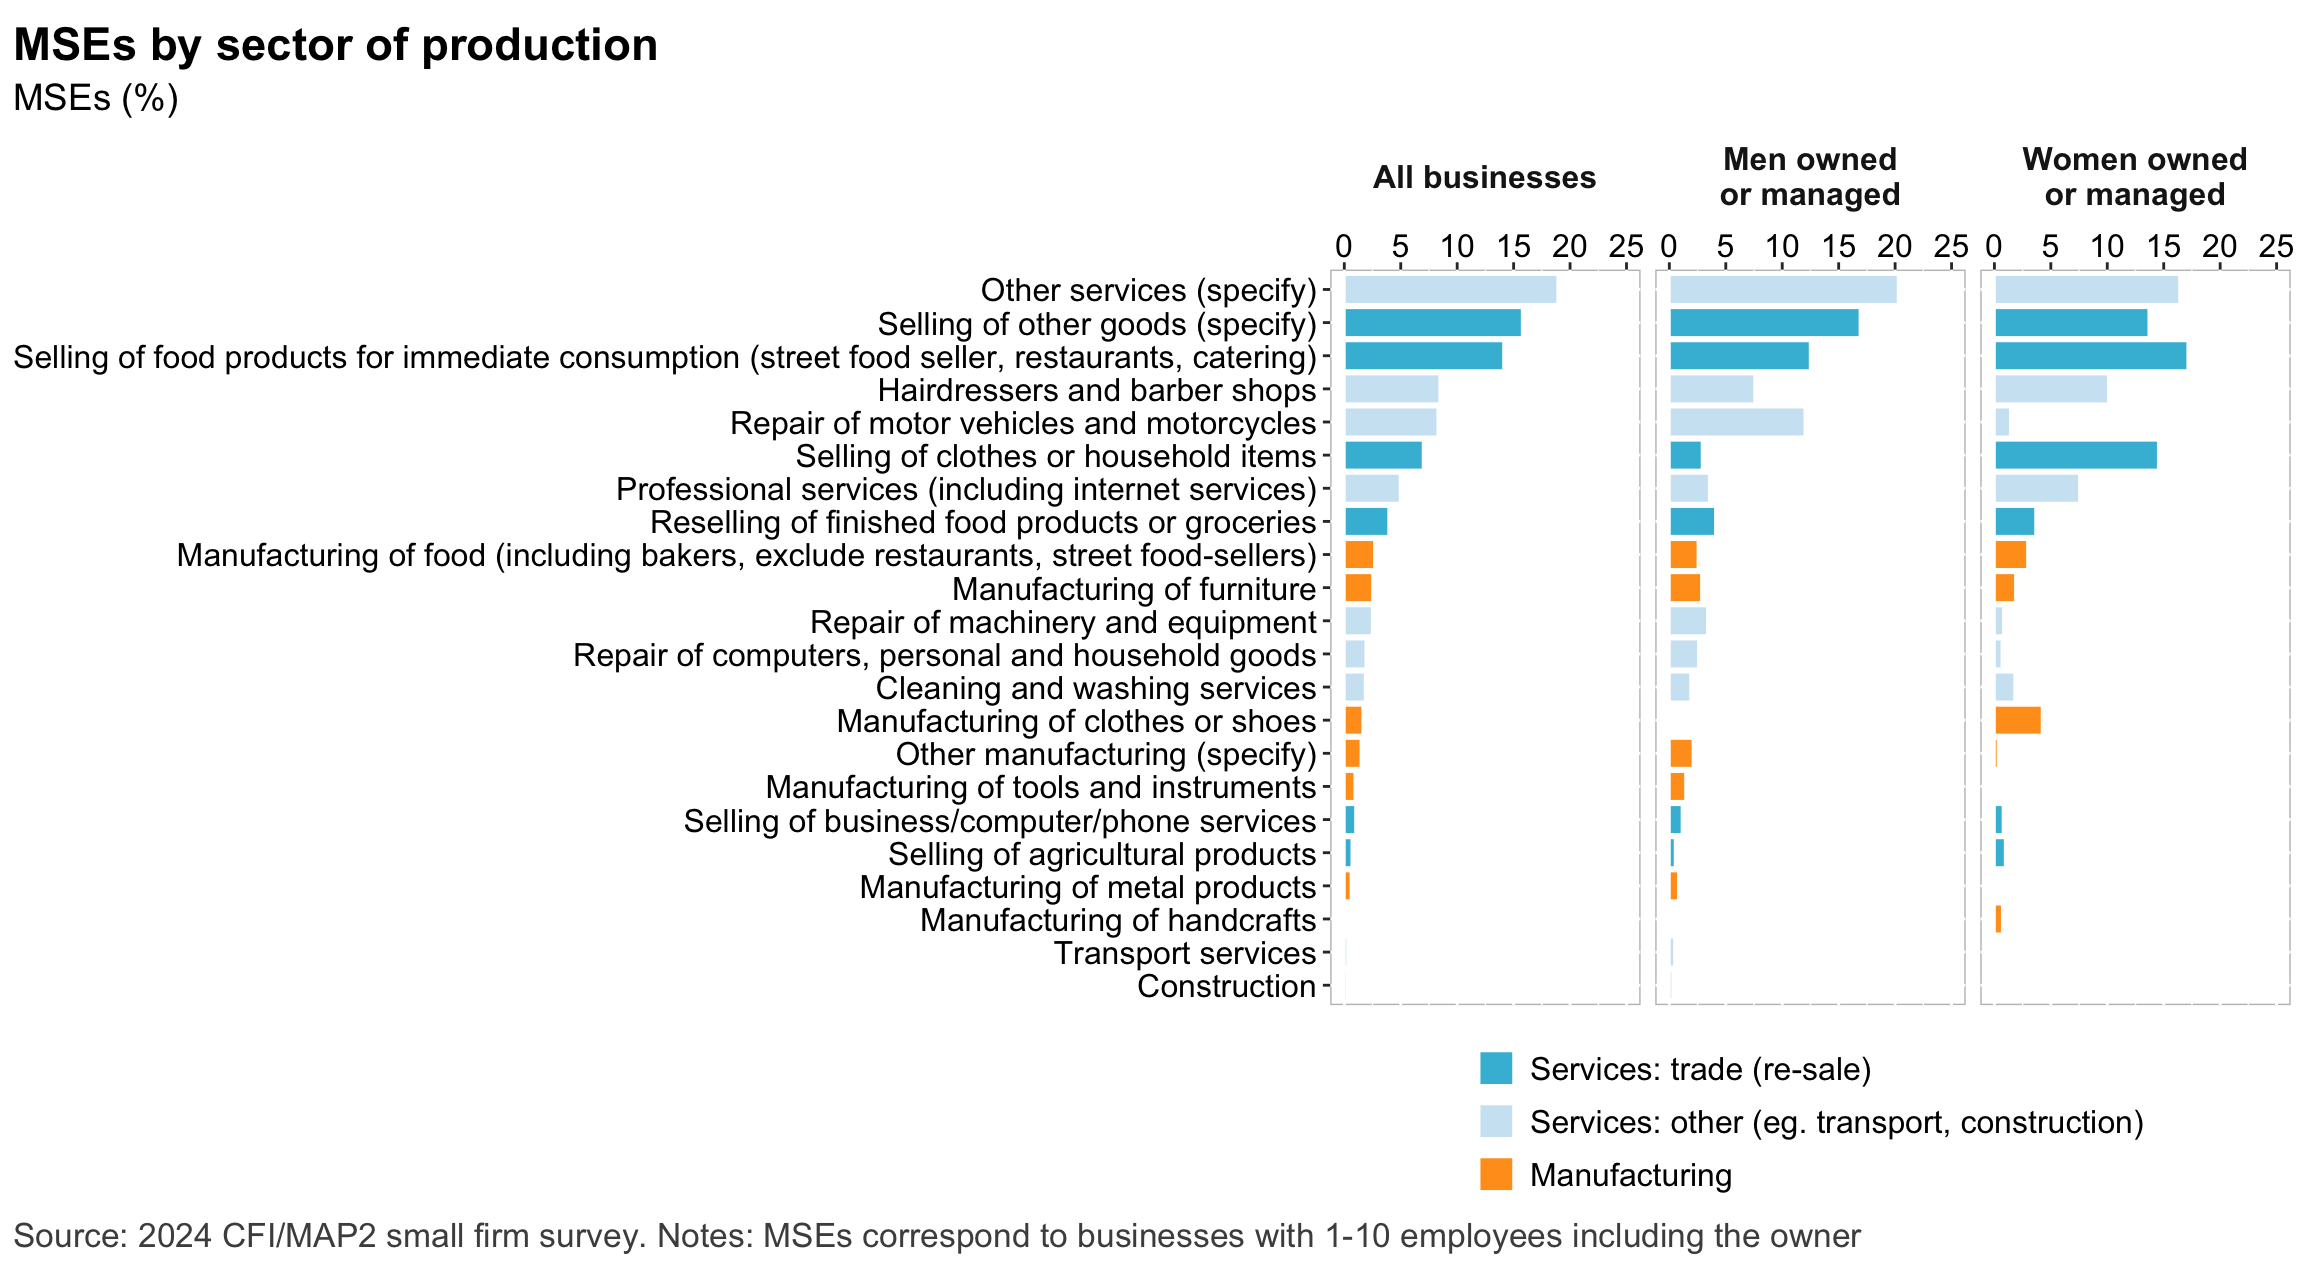 MSEs by sector of production
MSEs (%)
All businesses
Men owned
or managed
Women owned
or managed
0 5 10 15 20 25 0 5 10 15 20 25 0 5 10 15 20 25
Other services (specify)
Selling of other goods (specify)
Selling of food products for immediate consumption (street food seller, restaurants, catering)
Hairdressers and barber shops
Repair of motor vehicles and motorcycles
Selling of clothes or household items
Professional services (including internet services)
Reselling of finished food products or groceries
Manufacturing of food (including bakers, exclude restaurants, street food-sellers)
Manufacturing of furniture
Repair of machinery and equipment
Repair of computers, personal and household goods
Cleaning and washing services
Manufacturing of clothes or shoes
Other manufacturing (specify)
Manufacturing of tools and instruments
Selling of business/computer/phone services
Selling of agricultural products
Manufacturing of metal products
Manufacturing of handcrafts
Transport services
Construction
Services: trade (re-sale)
Services: other (eg. transport, construction)
Manufacturing
Source: 2024 CFI/MAP2 small firm survey. Notes: MSEs correspond to businesses with 1-10 employees including the owner